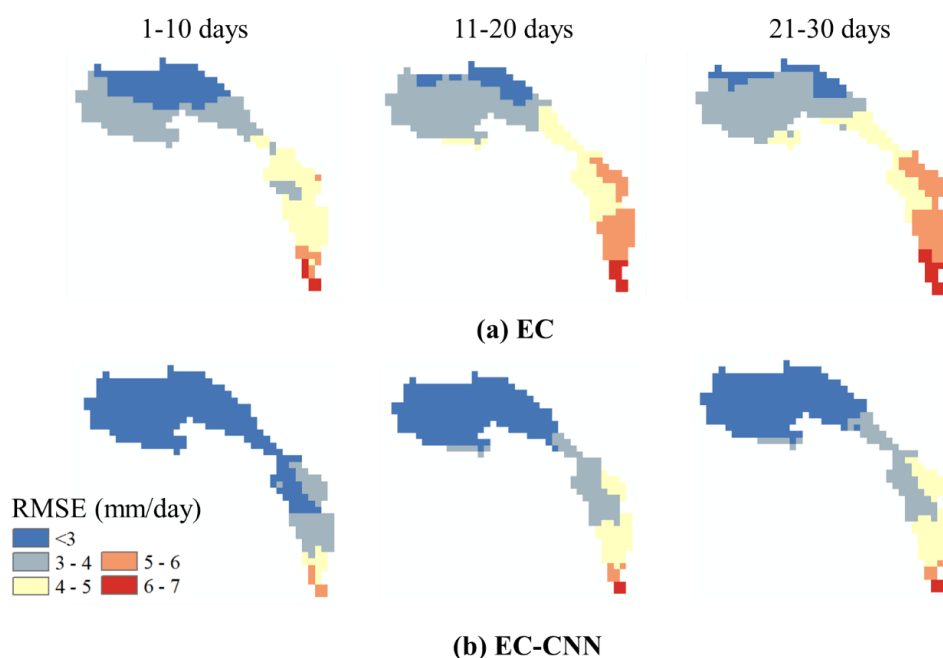 1-10 days 11-20 days 21-30 days
(a) EC
RMSE (mm/day)
<3
3 - 4 5 - 6
4 - 5 6 - 7
(b) EC-CNN